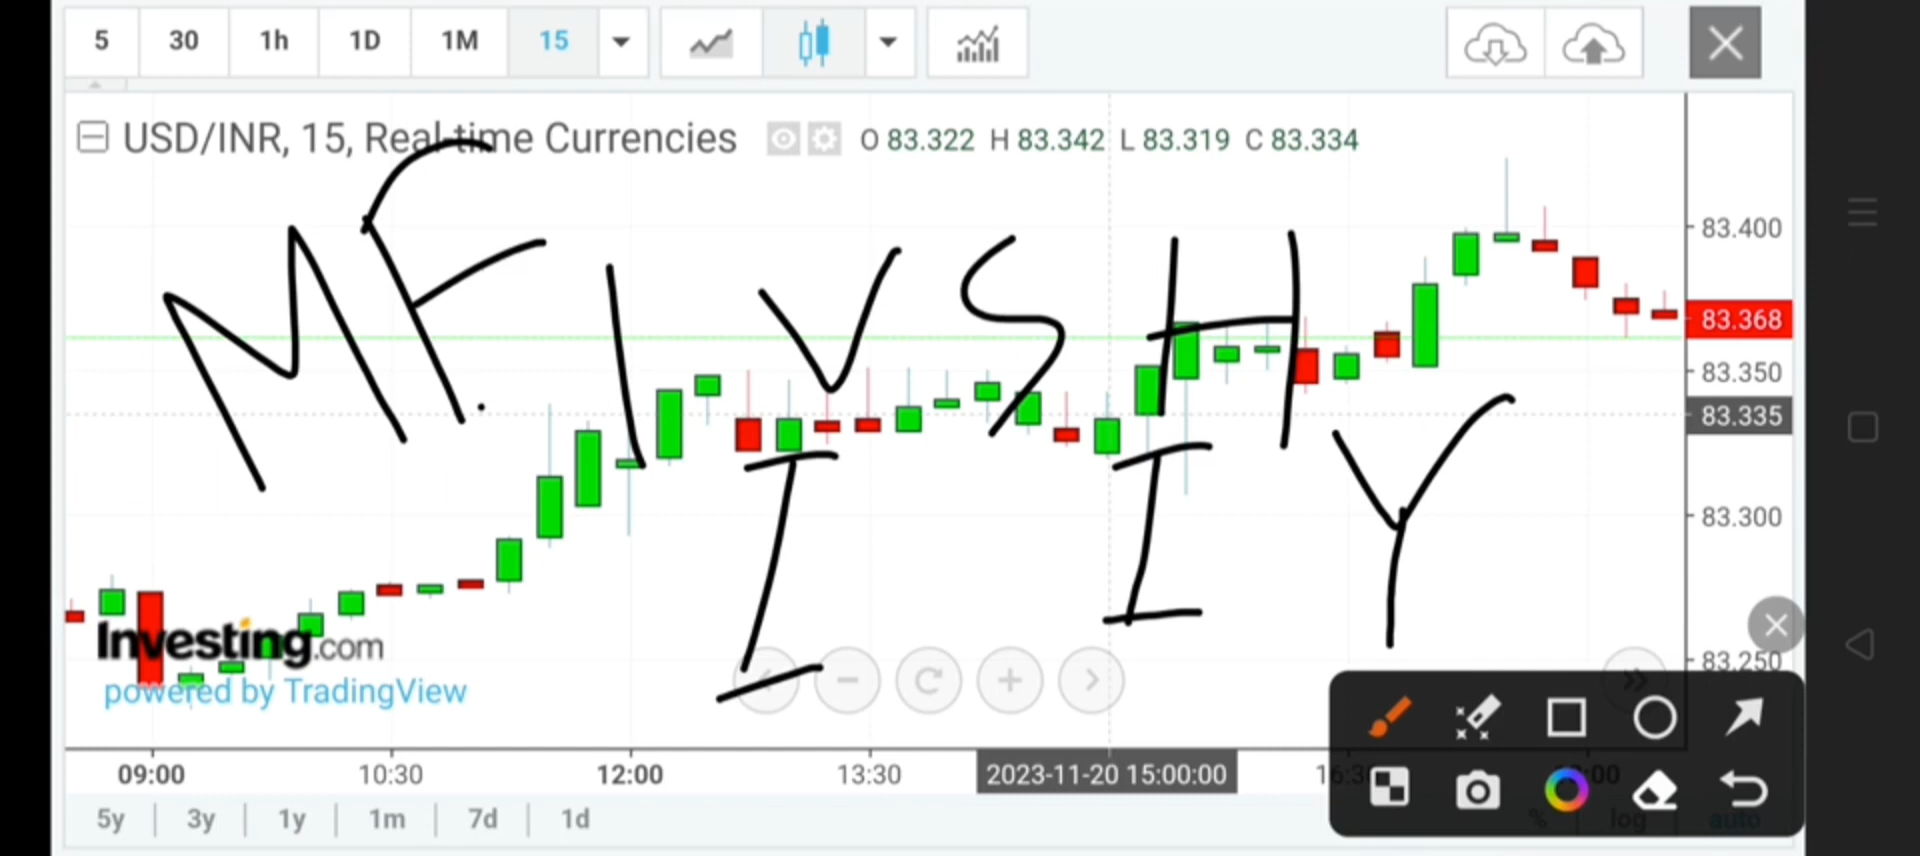 5 30 1h 1D 1M 15
USD/INR, 15, Real-time Currencies O 83.322 H 83.342 L 83.319 C 83.334
MF. I V S H
I I Y
83.400
83.368
83.350
83.335
83.300
83.250
Investing.com
powered by TradingView
09:00 10:30 12:00 13:30 2023-11-20 15:00:00
5y 3y 1y 1m 7d 1d % log auto